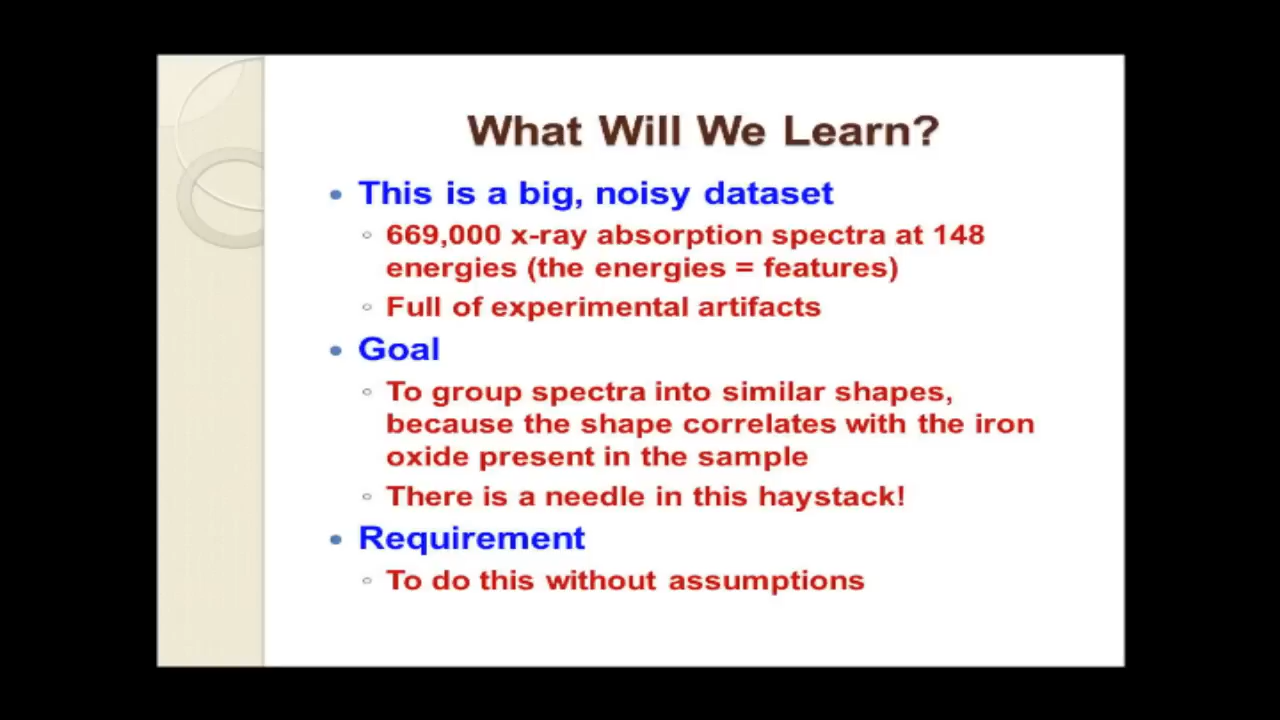 What Will We Learn?
• This is a big, noisy dataset
◦ 669,000 x-ray absorption spectra at 148
energies (the energies = features)
◦ Full of experimental artifacts
• Goal
◦ To group spectra into similar shapes,
because the shape correlates with the iron
oxide present in the sample
◦ There is a needle in this haystack!
• Requirement
◦ To do this without assumptions